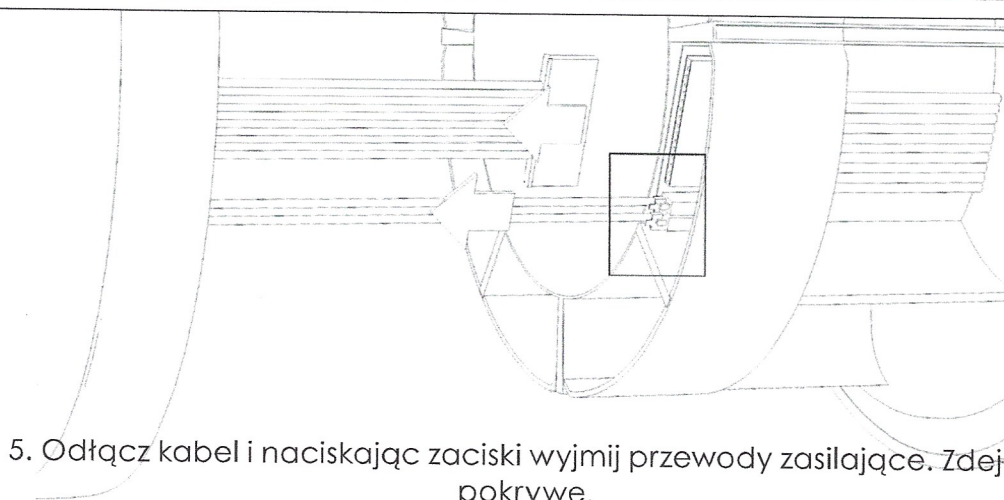 5. Odłącz kabel i naciskając zaciski wyjmij przewody zasilające. Zdej
pokrywę.